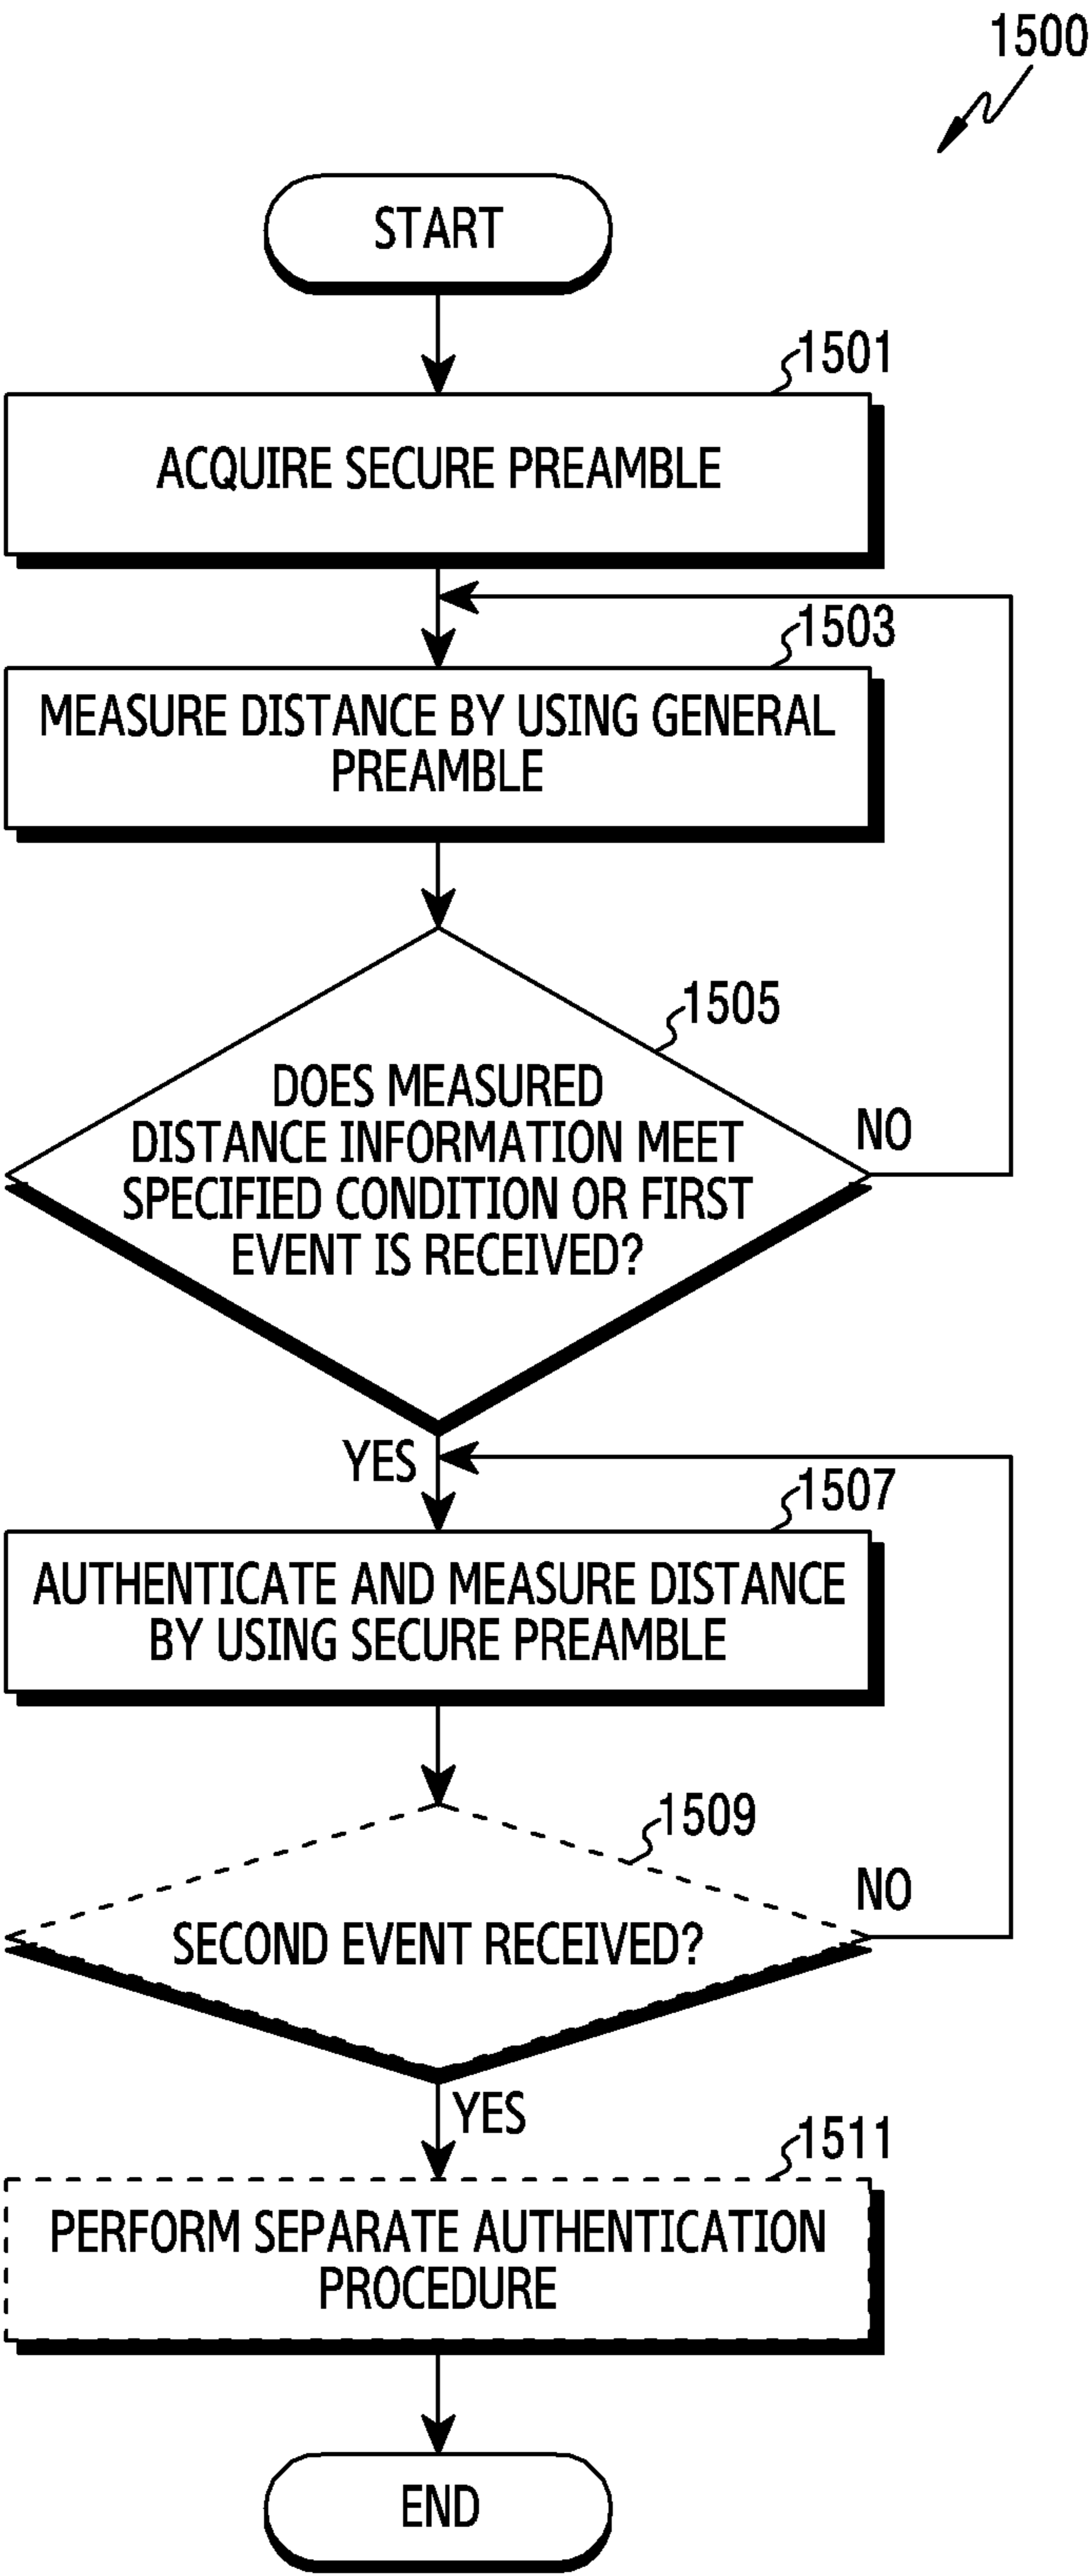 1500
START
1501
ACQUIRE SECURE PREAMBLE
1503
MEASURE DISTANCE BY USING GENERAL
PREAMBLE
1505
DOES MEASURED
DISTANCE INFORMATION MEET
SPECIFIED CONDITION OR FIRST
EVENT IS RECEIVED?
NO
YES
1507
AUTHENTICATE AND MEASURE DISTANCE
BY USING SECURE PREAMBLE
1509
SECOND EVENT RECEIVED?
NO
YES
1511
PERFORM SEPARATE AUTHENTICATION
PROCEDURE
END